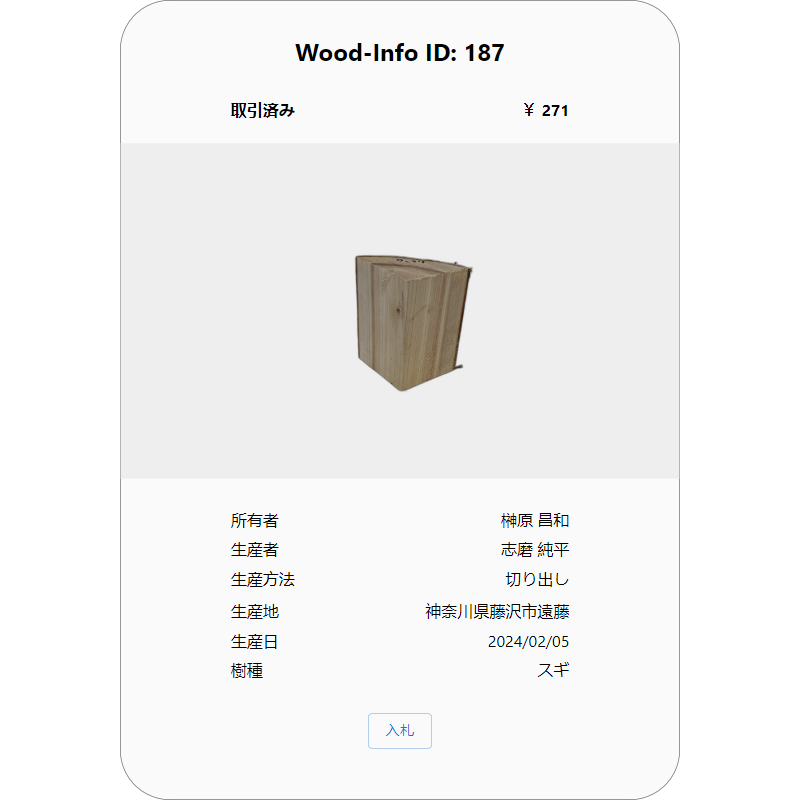 Wood-Info ID: 187
取引済み ￥ 271
所有者 榊原 昌和
生産者 志磨 純平
生産方法 切り出し
生産地 神奈川県藤沢市遠藤
生産日 2024/02/05
樹種 スギ
入札